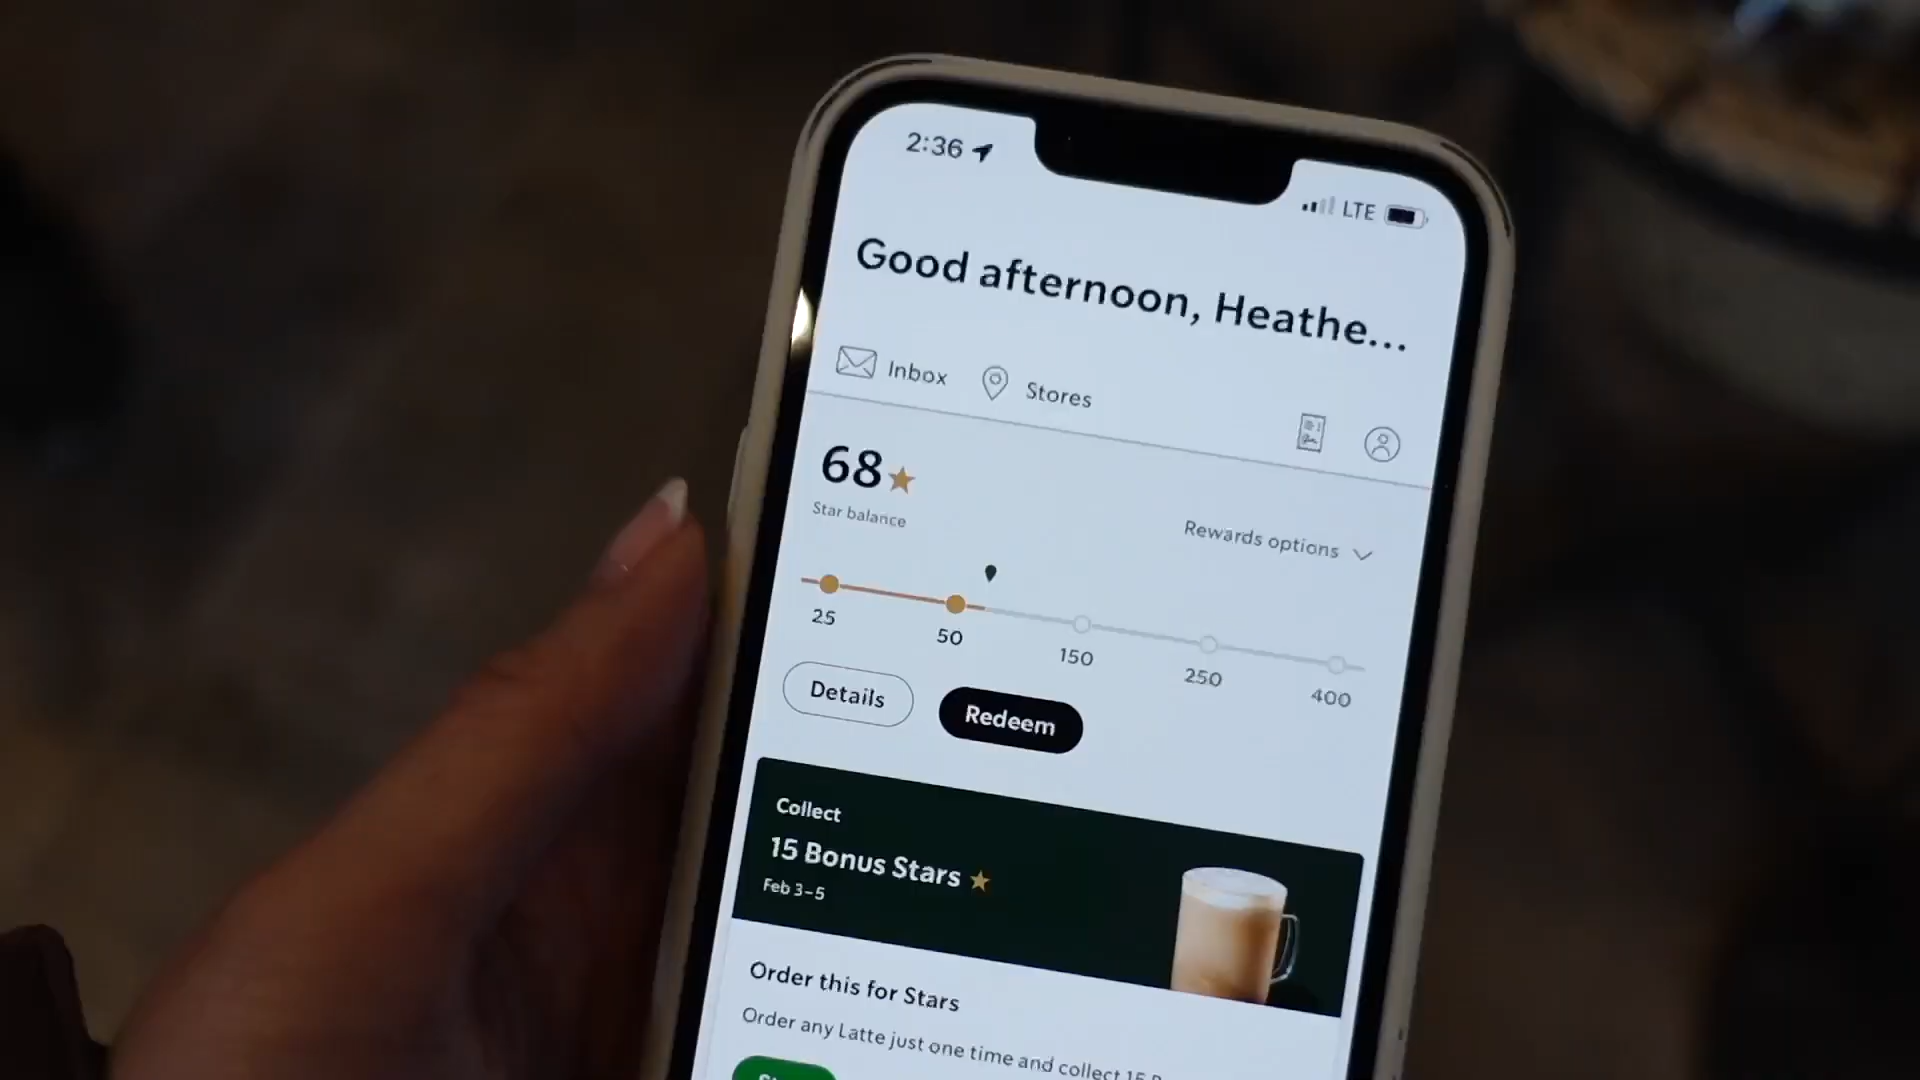 2:36
LTE
Good afternoon, Heathe...
Inbox
Stores
68
Star balance
Rewards options
25
50
150
250
400
Details
Redeem
Collect
15 Bonus Stars
Feb 3-5
Order this for Stars
Order any Latte just one time and collect 15